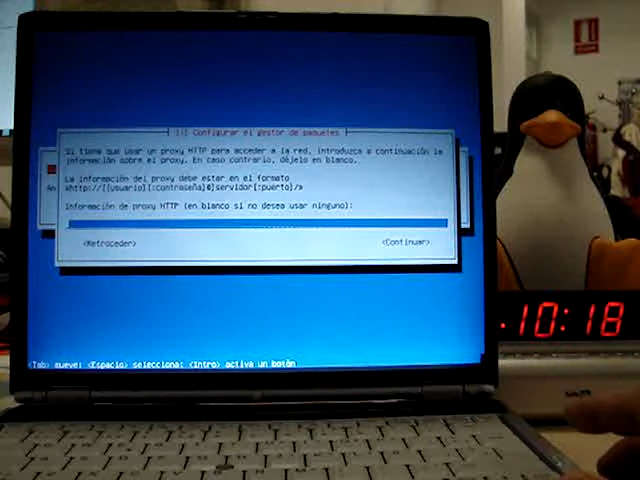 [!] Configurar el gestor de paquetes
Si tiene que usar un proxy HTTP para acceder a la red, introduzca a continuación la
información sobre el proxy. En caso contrario, déjelo en blanco.
La información del proxy debe estar en el formato
«http://[[usuario][:contraseña]@]servidor[:puerto]/»
Información de proxy HTTP (en blanco si no desea usar ninguno):
<Retroceder> <Continuar>
<Tab> mueve; <Espacio> selecciona; <Intro> activa un botón
10:18